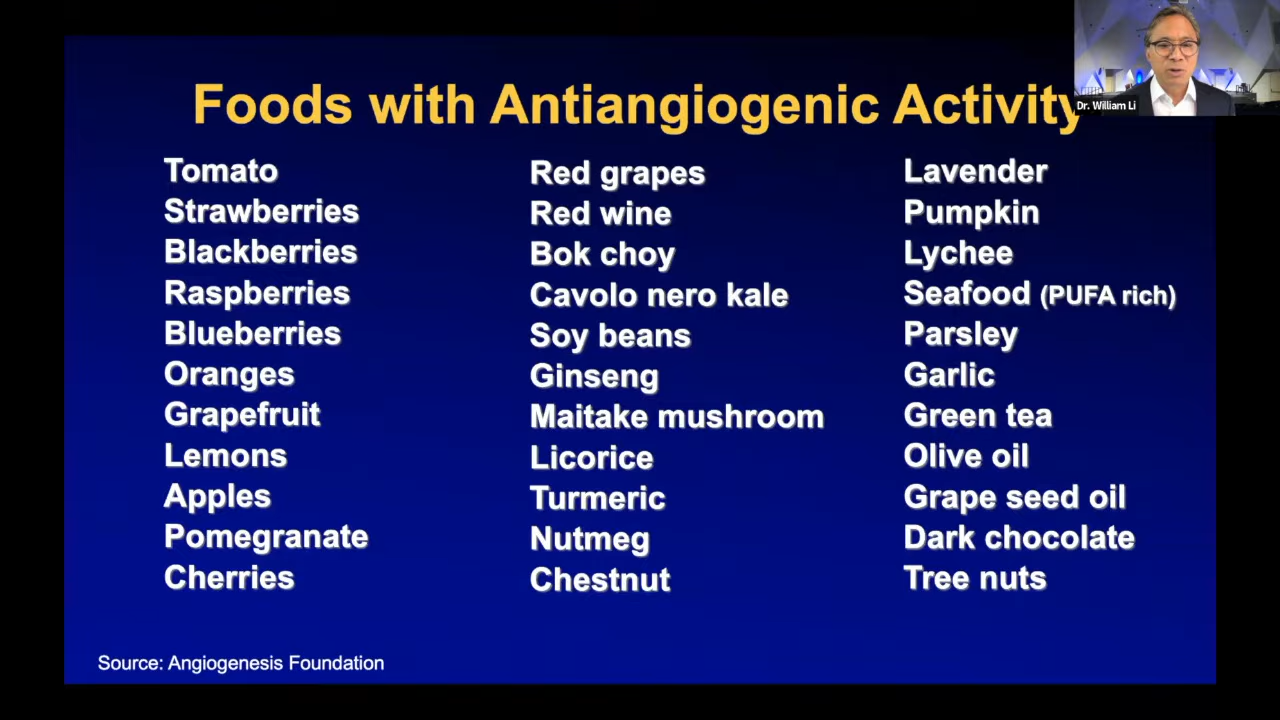 Foods with Antiangiogenic Activity
Dr. William Li
Tomato
Strawberries
Blackberries
Raspberries
Blueberries
Oranges
Grapefruit
Lemons
Apples
Pomegranate
Cherries
Red grapes
Red wine
Bok choy
Cavolo nero kale
Soy beans
Ginseng
Maitake mushroom
Licorice
Turmeric
Nutmeg
Chestnut
Lavender
Pumpkin
Lychee
Seafood (PUFA rich)
Parsley
Garlic
Green tea
Olive oil
Grape seed oil
Dark chocolate
Tree nuts
Source: Angiogenesis Foundation